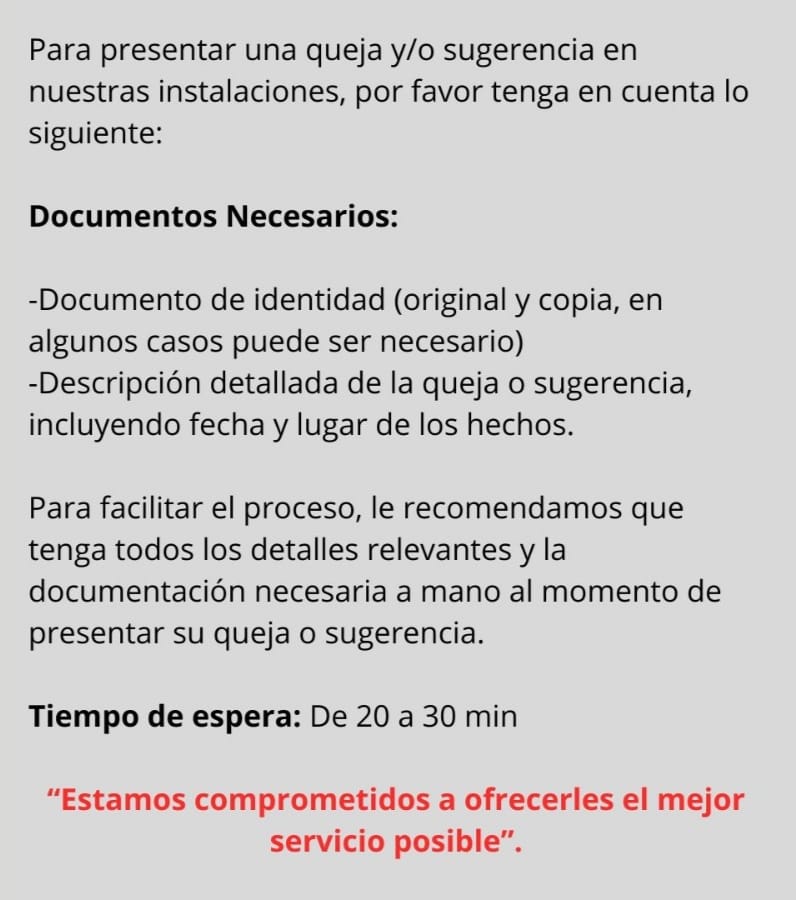 Para presentar una queja y/o sugerencia en
nuestras instalaciones, por favor tenga en cuenta lo
siguiente:
Documentos Necesarios:
-Documento de identidad (original y copia, en
algunos casos puede ser necesario)
-Descripción detallada de la queja o sugerencia,
incluyendo fecha y lugar de los hechos.
Para facilitar el proceso, le recomendamos que
tenga todos los detalles relevantes y la
documentación necesaria a mano al momento de
presentar su queja o sugerencia.
Tiempo de espera: De 20 a 30 min
“Estamos comprometidos a ofrecerles el mejor
servicio posible”.